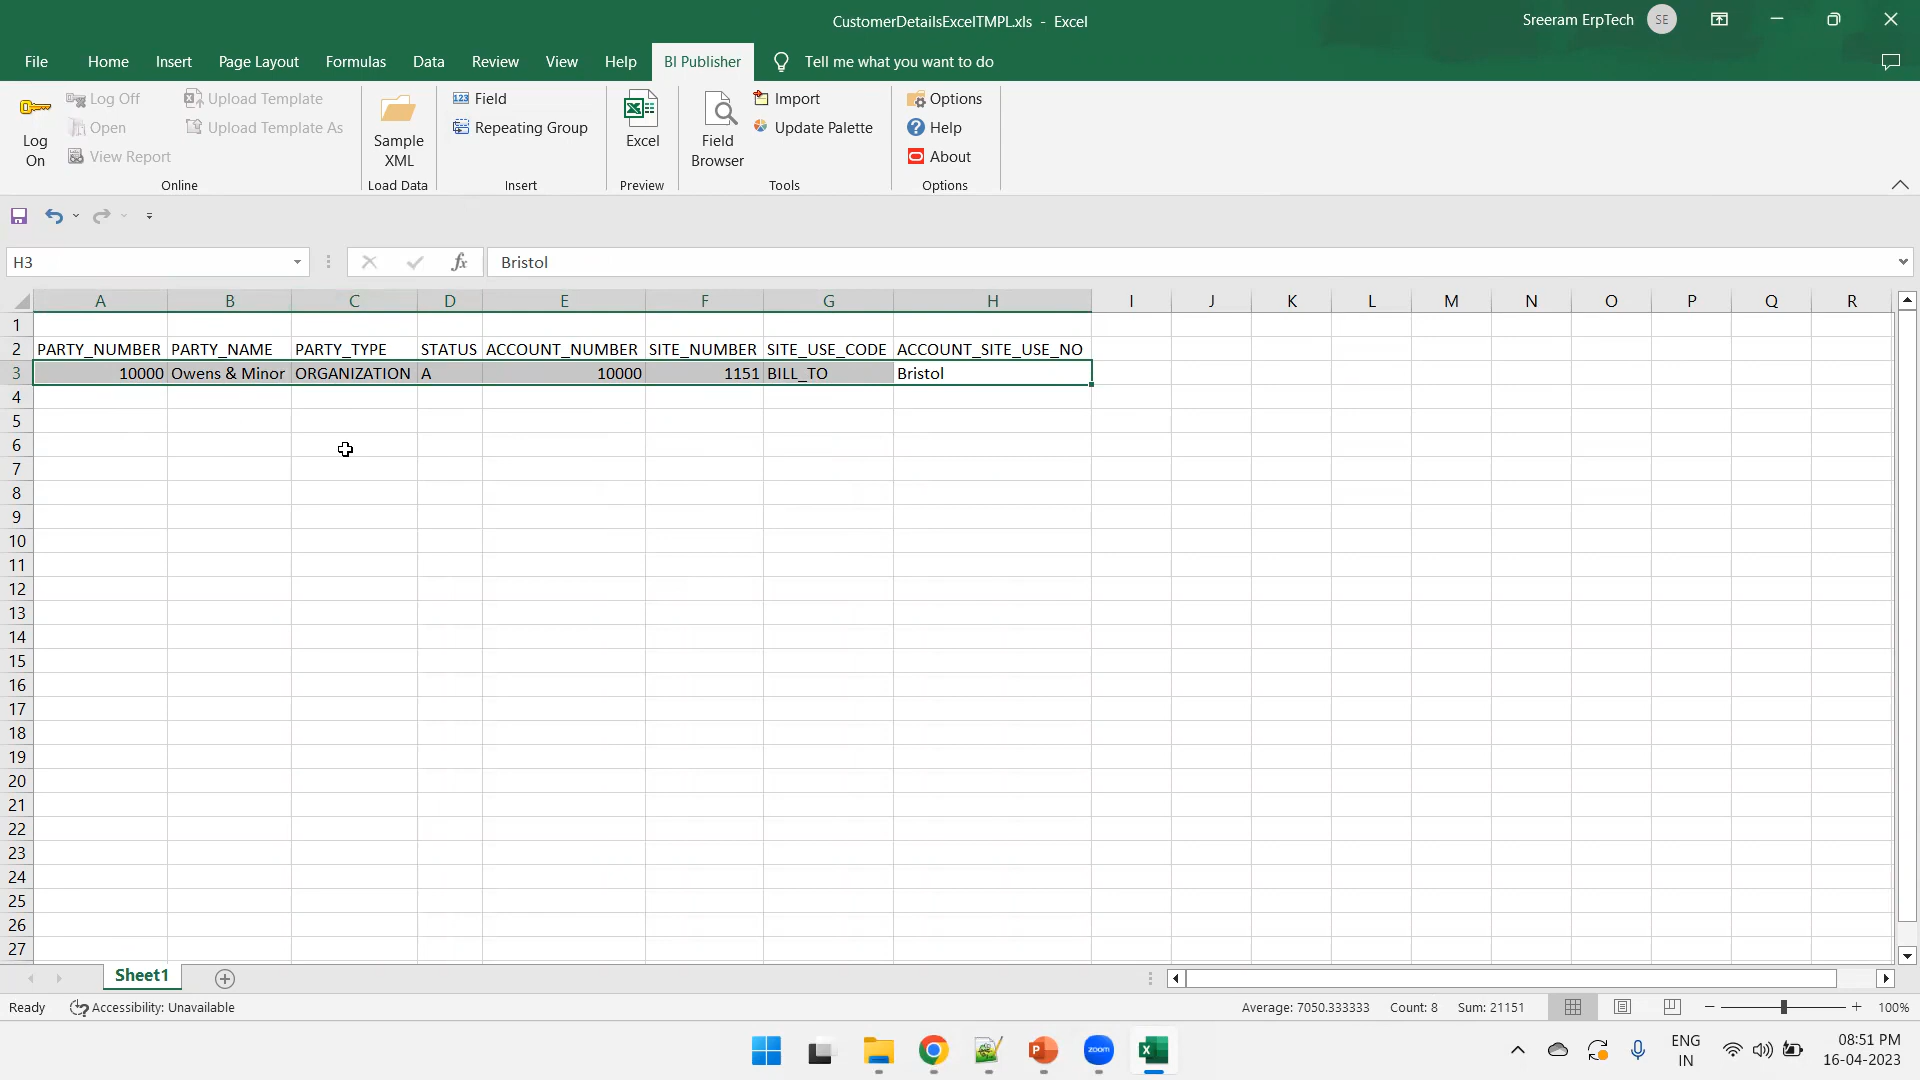 CustomerDetailsExcelTMPL.xls - Excel
Sreeram ErpTech SE
File Home Insert Page Layout Formulas Data Review View Help BI Publisher Tell me what you want to do
Log On
Log Off
Open
View Report
Upload Template
Upload Template As
Online
Sample XML
Load Data
123 Field
Repeating Group
Insert
Excel
Preview
Field Browser
Import
Update Palette
Tools
Options
Help
About
Options
H3 fx Bristol
A B C D E F G H I J K L M N O P Q R
1
2 PARTY_NUMBER PARTY_NAME PARTY_TYPE STATUS ACCOUNT_NUMBER SITE_NUMBER SITE_USE_CODE ACCOUNT_SITE_USE_NO
3 10000 Owens & Minor ORGANIZATION A 10000 1151 BILL_TO Bristol
4
5
6
7
8
9
10
11
12
13
14
15
16
17
18
19
20
21
22
23
24
25
26
27
Sheet1
Ready Accessibility: Unavailable Average: 7050.333333 Count: 8 Sum: 21151 100%
zoom
ENG
IN
08:51 PM
16-04-2023